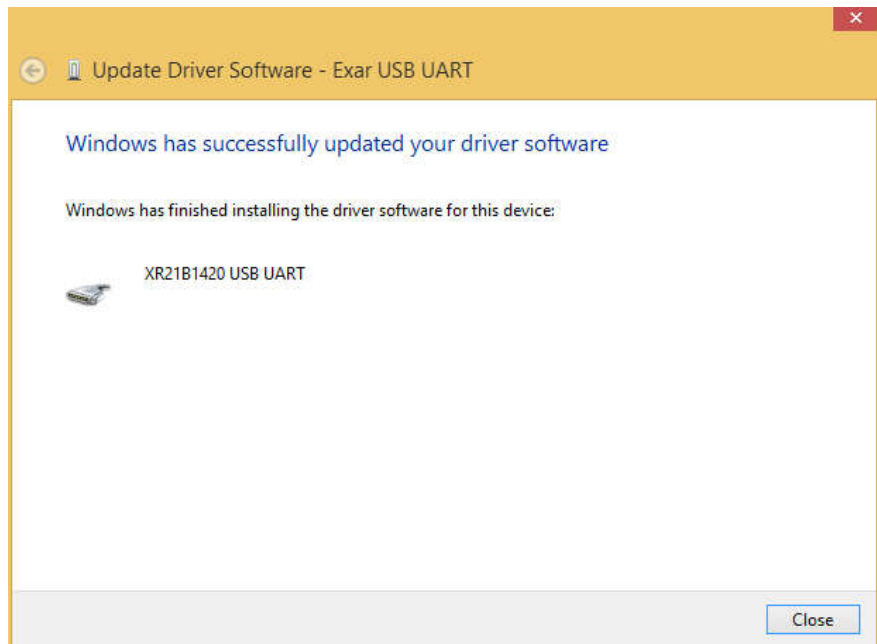 Update Driver Software - Exar USB UART
Windows has successfully updated your driver software
Windows has finished installing the driver software for this device:
XR21B1420 USB UART
Close